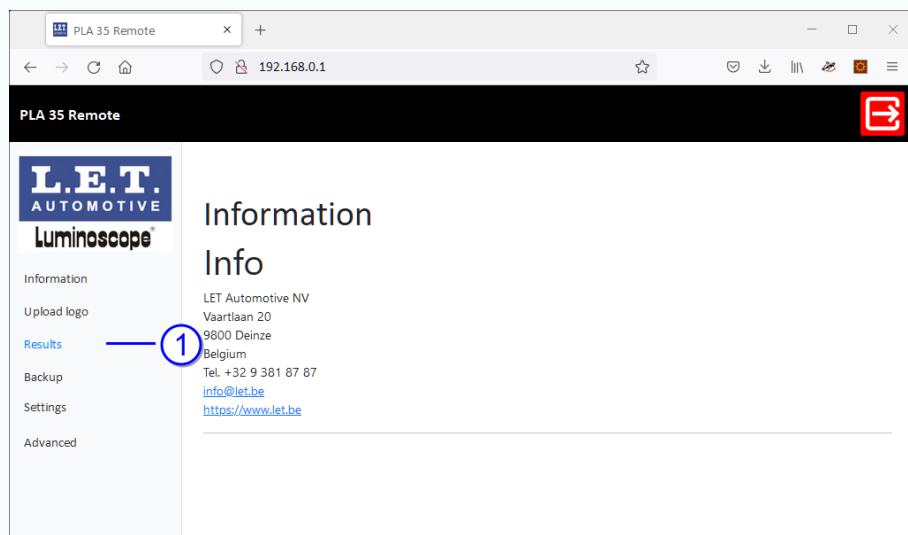 PLA 35 Remote
192.168.0.1
PLA 35 Remote
L.E.T.
AUTOMOTIVE
Luminoscope®
Information
Upload logo
Results
1
Backup
Settings
Advanced
Information
Info
LET Automotive NV
Vaartlaan 20
9800 Deinze
Belgium
Tel. +32 9 381 87 87
info@let.be
https://www.let.be